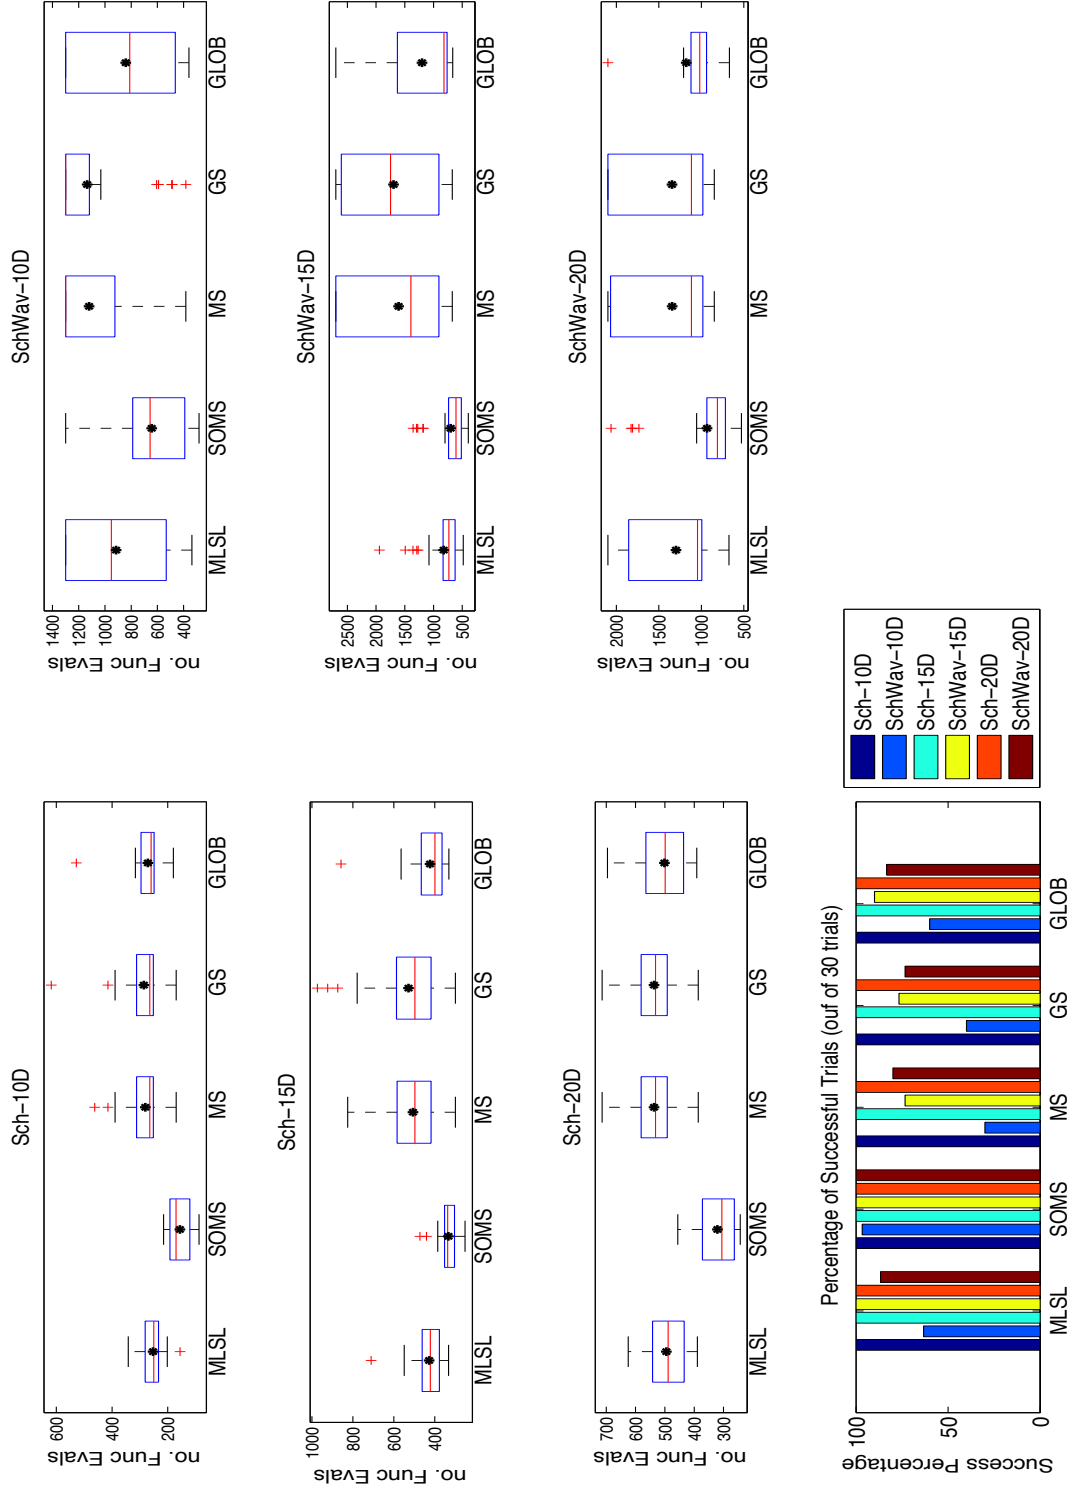 Sch−10D
no. Func Evals
600
400
200
MLSL SOMS MS GS GLOB
SchWav−10D
no. Func Evals
1400
1200
1000
800
600
400
MLSL SOMS MS GS GLOB
Sch−15D
no. Func Evals
1000
800
600
400
MLSL SOMS MS GS GLOB
SchWav−15D
no. Func Evals
2500
2000
1500
1000
500
MLSL SOMS MS GS GLOB
Sch−20D
no. Func Evals
700
600
500
400
300
MLSL SOMS MS GS GLOB
SchWav−20D
no. Func Evals
2000
1500
1000
500
MLSL SOMS MS GS GLOB
Percentage of Successful Trials (ouf of 30 trials)
Success Percentage
100
50
0
MLSL SOMS MS GS GLOB
Sch−10D
SchWav−10D
Sch−15D
SchWav−15D
Sch−20D
SchWav−20D